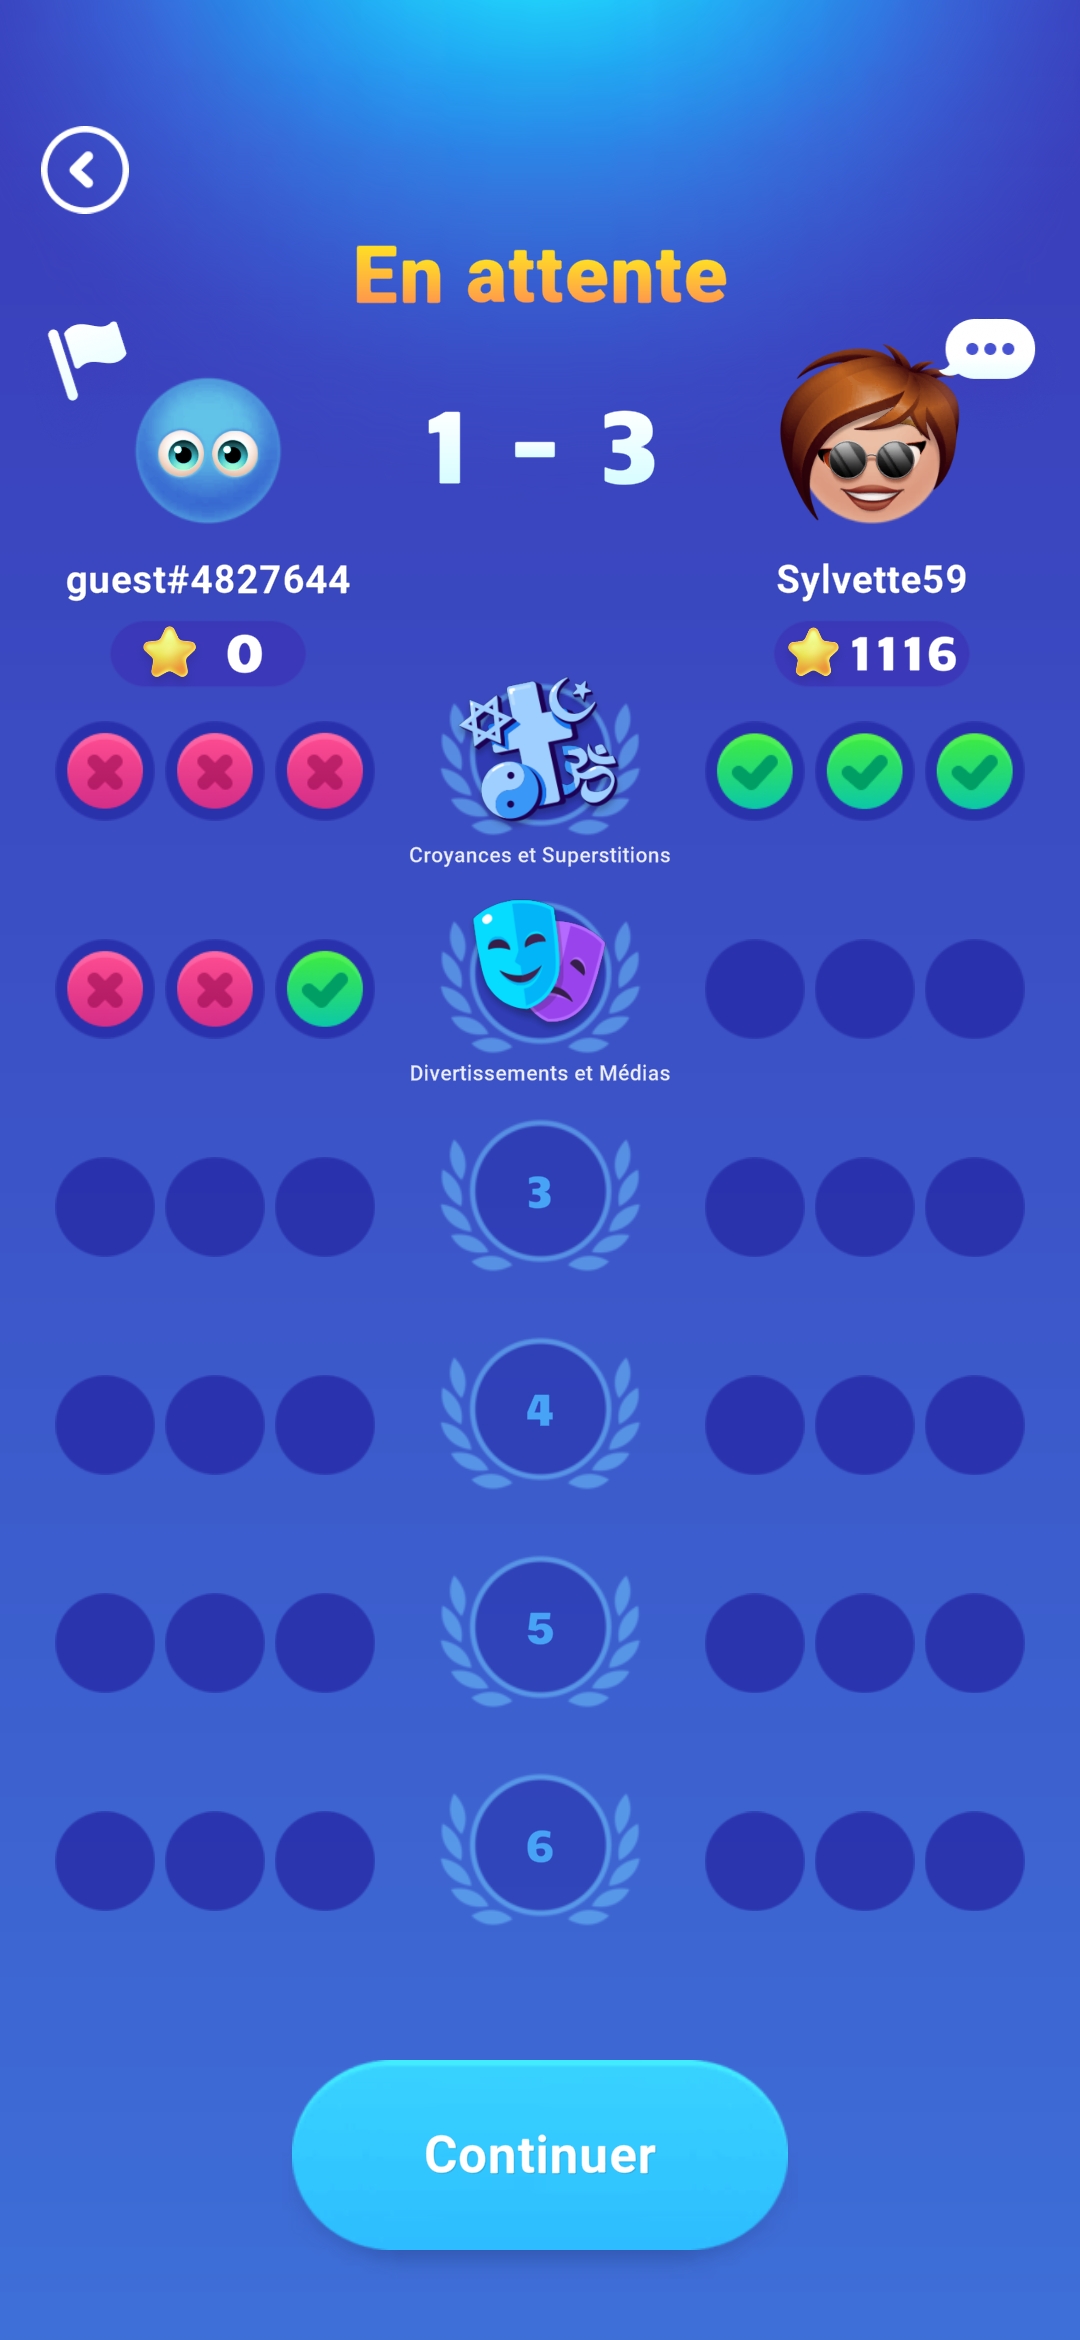 En attente
1 - 3
guest#4827644
Sylvette59
0
1116
Croyances et Superstitions
Divertissements et Médias
3
4
5
6
Continuer